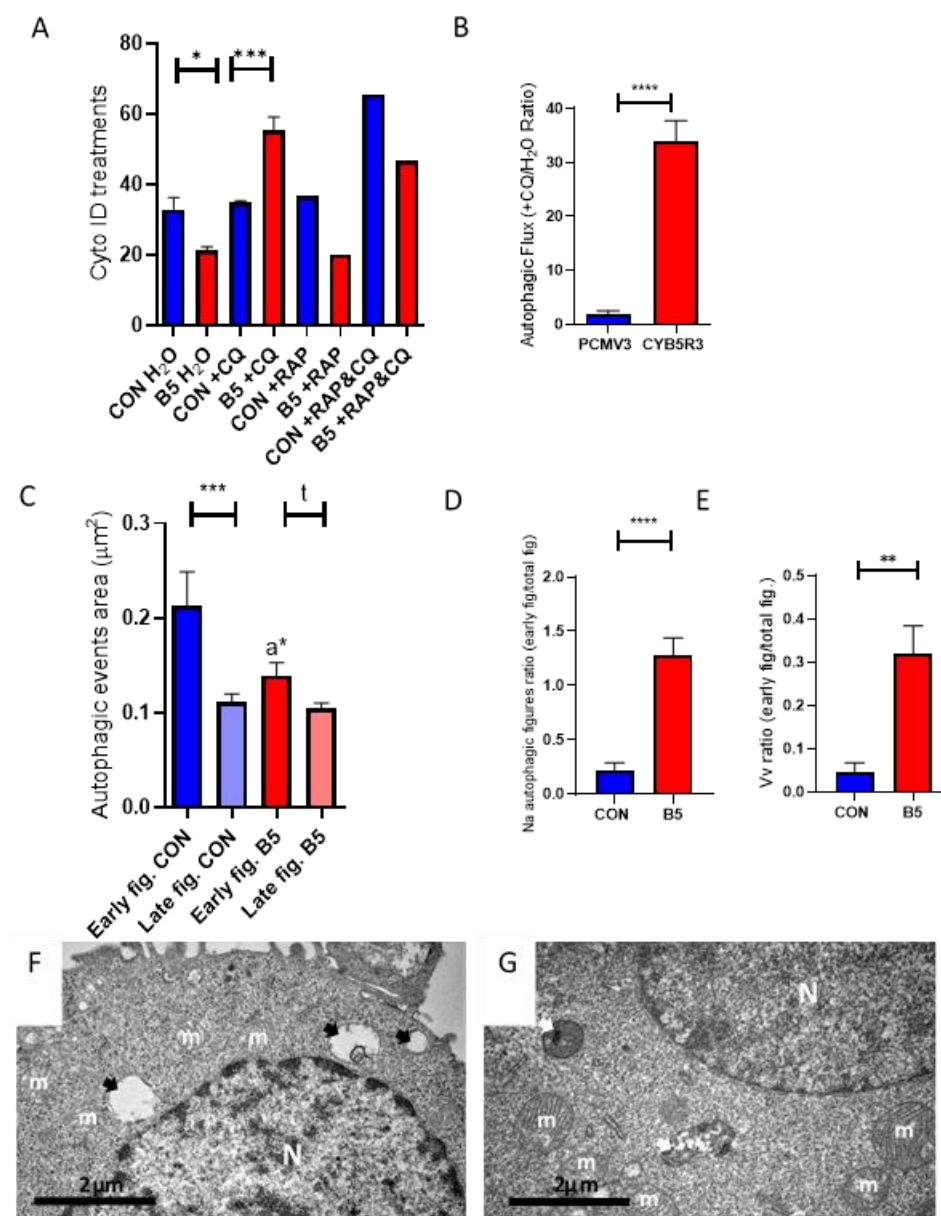 A
Cyto ID treatments
80
60
40
20
0
*
***
CON H₂O
B5 H₂O
CON +CQ
B5 +CQ
CON +RAP
B5 +RAP
CON +RAP&CQ
B5 +RAP&CQ
B
Autophagic Flux (+CQ/H₂O Ratio)
40
30
20
10
0
****
PCMV3
CYB5R3
C
Autophagic events area (μm²)
0.3
0.2
0.1
0.0
***
t
a*
Early fig. CON
Late fig. CON
Early fig. B5
Late fig. B5
D
Na autophagic figures ratio (early fig/total fig)
2.0
1.5
1.0
0.5
0.0
****
CON
B5
E
Vv ratio (early fig/total fig.)
0.5
0.4
0.3
0.2
0.1
0.0
**
CON
B5
F
m
m
m
m
N
2 μm
G
N
m
m
m
m
m
2μm